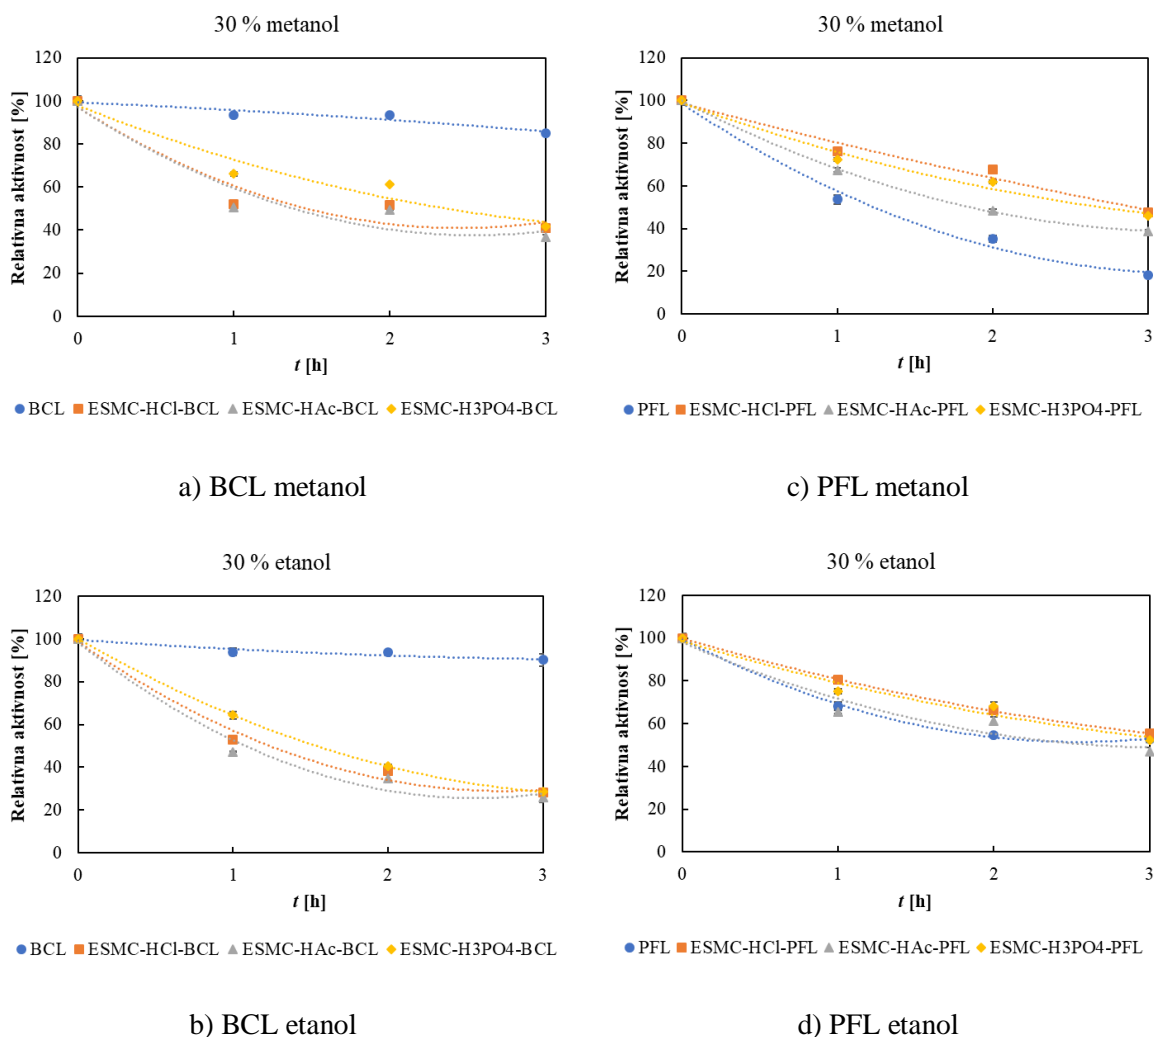 30 % metanol
Relativna aktivnost [%]
120
100
80
60
40
20
0
0 1 2 3
t [h]
BCL ESMC-HCl-BCL ESMC-HAc-BCL ESMC-H3PO4-BCL
a) BCL metanol
30 % metanol
Relativna aktivnost [%]
120
100
80
60
40
20
0
0 1 2 3
t [h]
PFL ESMC-HCl-PFL ESMC-HAc-PFL ESMC-H3PO4-PFL
c) PFL metanol
30 % etanol
Relativna aktivnost [%]
120
100
80
60
40
20
0
0 1 2 3
t [h]
BCL ESMC-HCl-BCL ESMC-HAc-BCL ESMC-H3PO4-BCL
b) BCL etanol
30 % etanol
Relativna aktivnost [%]
120
100
80
60
40
20
0
0 1 2 3
t [h]
PFL ESMC-HCl-PFL ESMC-HAc-PFL ESMC-H3PO4-PFL
d) PFL etanol